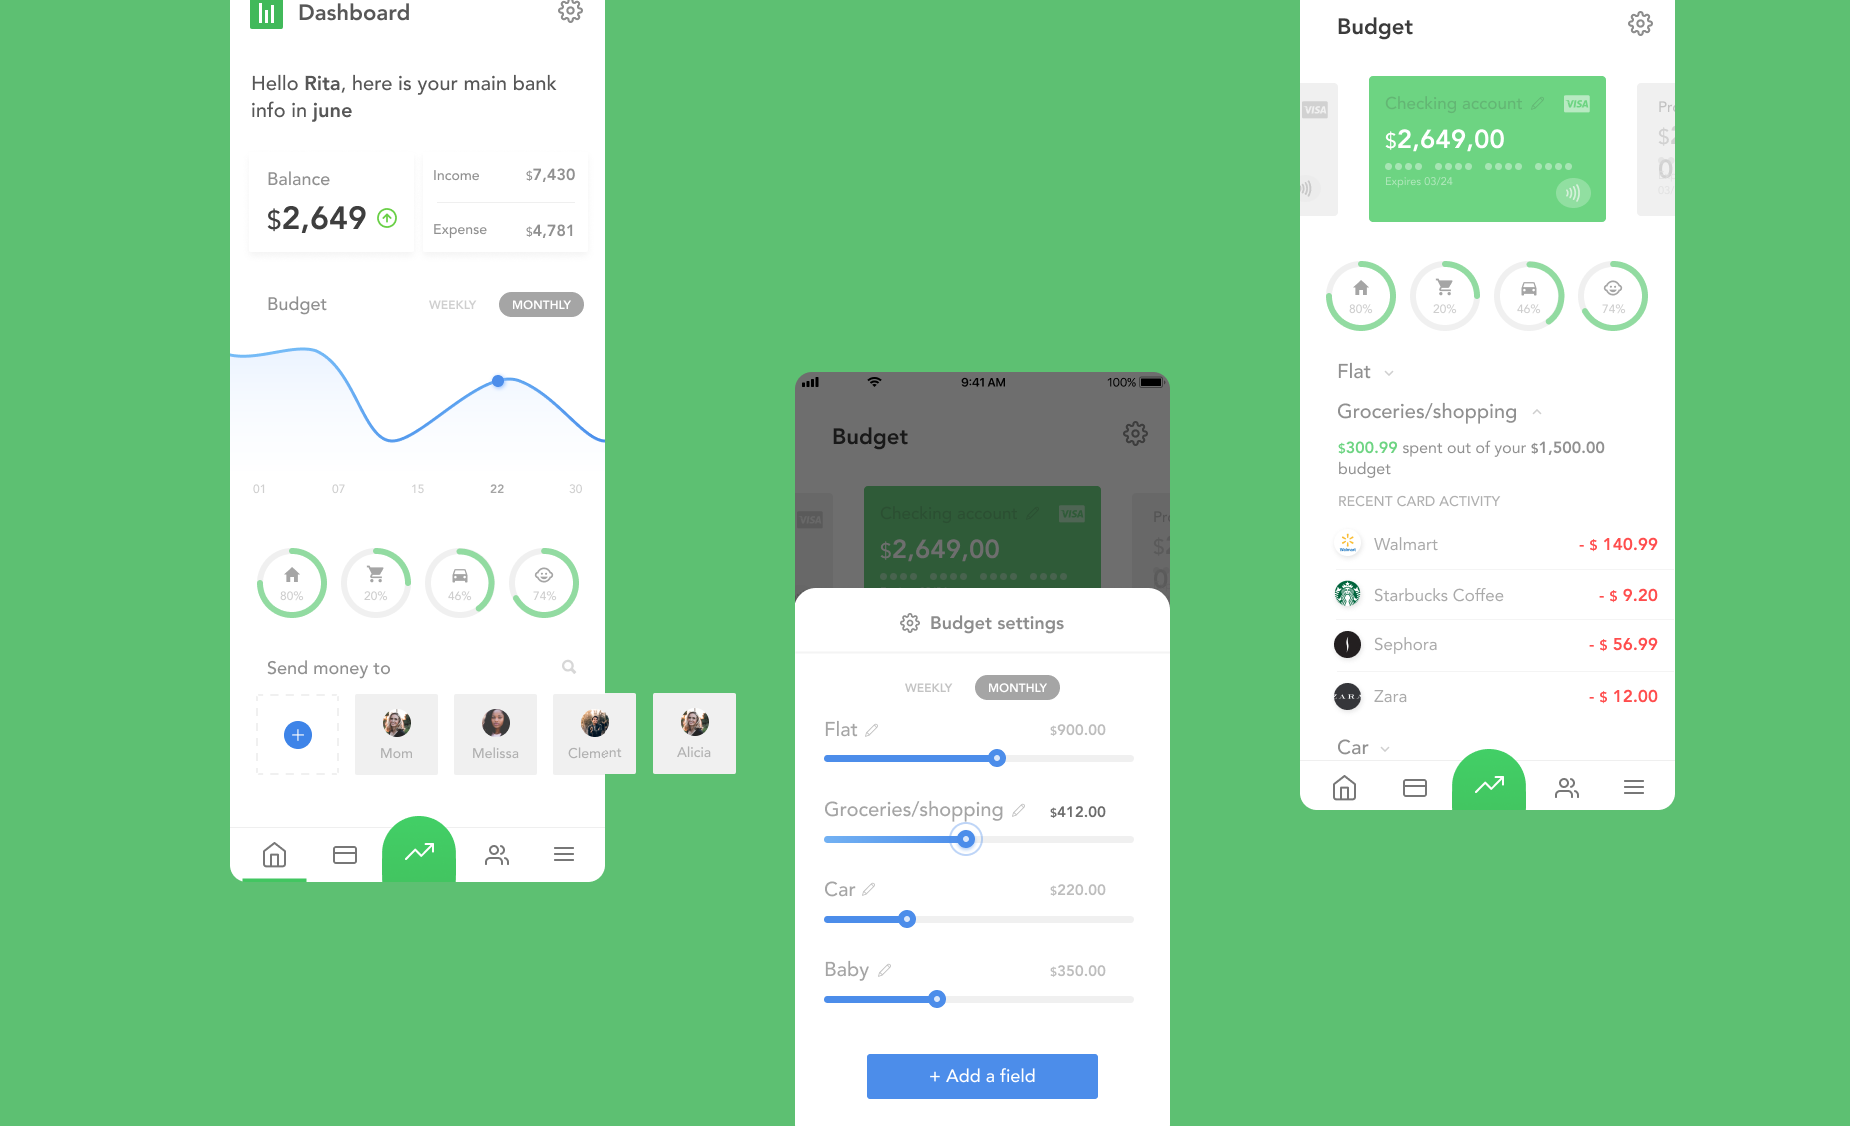 Dashboard
Hello Rita, here is your main bank
info in june
Balance
$2,649
Income $7,430
Expense $4,781
Budget WEEKLY MONTHLY
01 07 15 22 30
80% 20% 46% 74%
Send money to
Mom Melissa Clement Alicia
9:41 AM 100%
Budget
VISA
Checking account VISA
$2,649,00
Budget settings
WEEKLY MONTHLY
Flat $900.00
Groceries/shopping $412.00
Car $220.00
Baby $350.00
+ Add a field
Budget
VISA
Checking account VISA
$2,649,00
Expires 03/24
80% 20% 46% 74%
Flat
Groceries/shopping
$300.99 spent out of your $1,500.00
budget
RECENT CARD ACTIVITY
Walmart - $ 140.99
Starbucks Coffee - $ 9.20
Sephora - $ 56.99
ZARA Zara - $ 12.00
Car